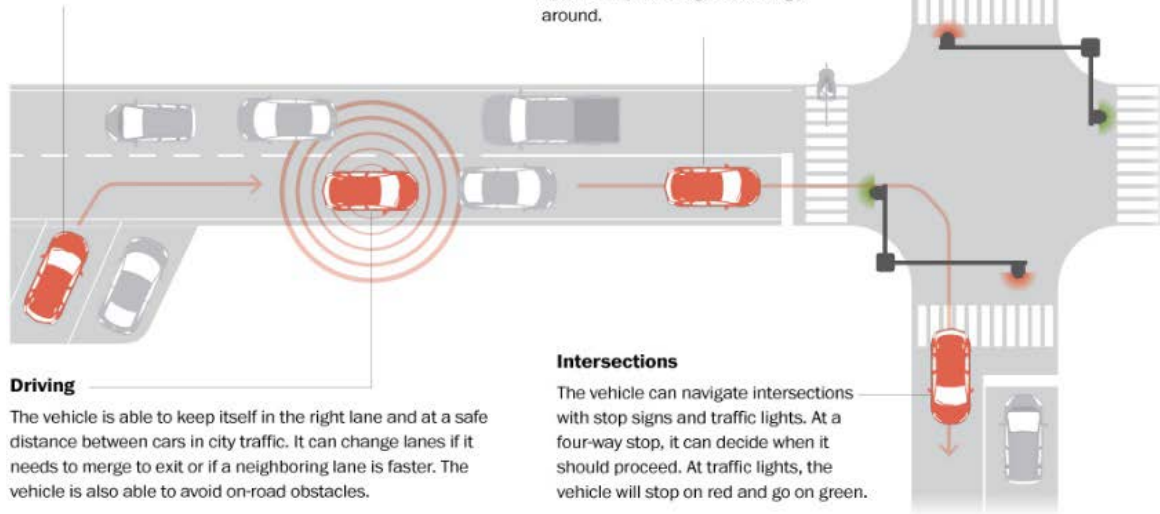 around.
Driving
The vehicle is able to keep itself in the right lane and at a safe
distance between cars in city traffic. It can change lanes if it
needs to merge to exit or if a neighboring lane is faster. The
vehicle is also able to avoid on-road obstacles.
Intersections
The vehicle can navigate intersections
with stop signs and traffic lights. At a
four-way stop, it can decide when it
should proceed. At traffic lights, the
vehicle will stop on red and go on green.